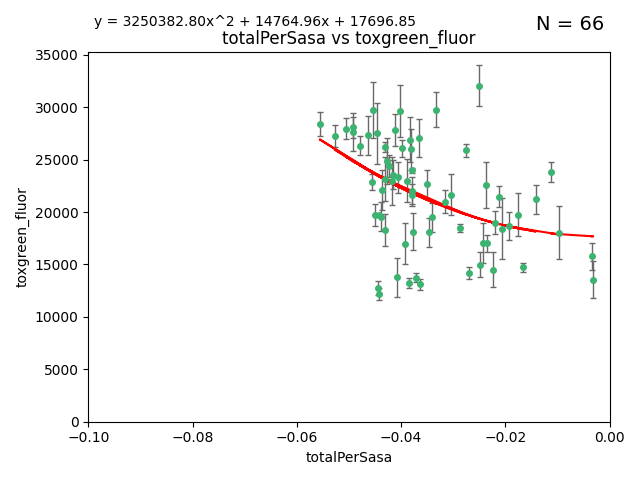 y = 3250382.80x^2 + 14764.96x + 17696.85
N = 66
totalPerSasa vs toxgreen_fluor
35000
30000
25000
20000
15000
10000
5000
0
toxgreen_fluor
−0.10 −0.08 −0.06 −0.04 −0.02 0.00
totalPerSasa